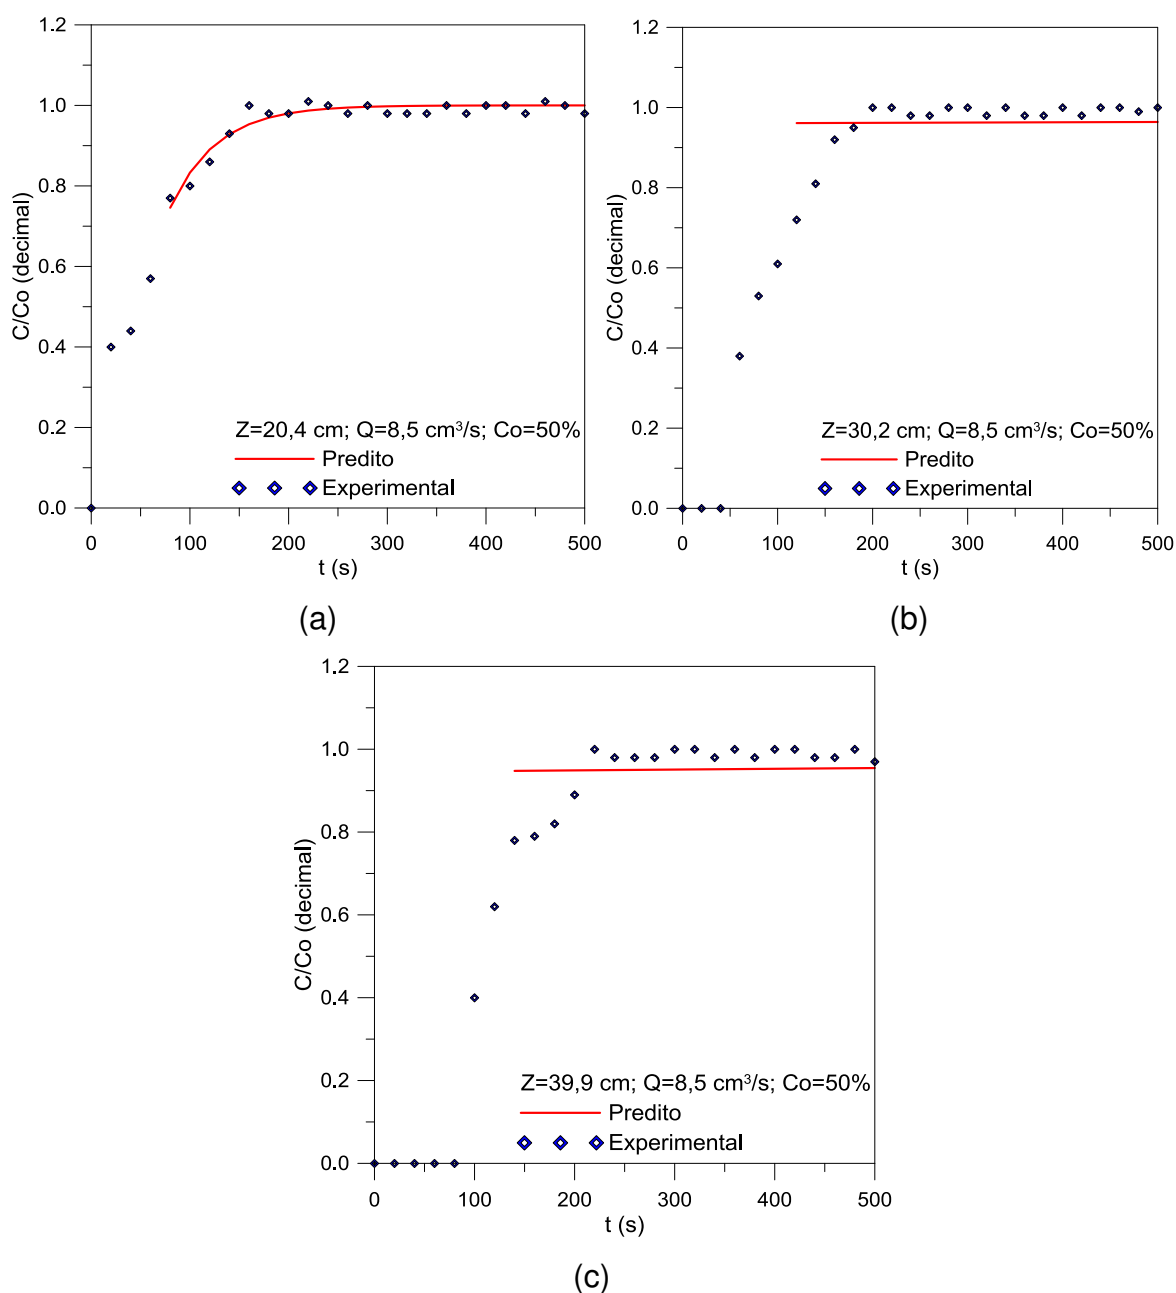 1.2
1.0
0.8
0.6
0.4
0.2
0.0
C/Co (decimal)
Z=20,4 cm; Q=8,5 cm³/s; Co=50%
Predito
Experimental
0 100 200 300 400 500
t (s)
(a)
1.2
1.0
0.8
0.6
0.4
0.2
0.0
C/Co (decimal)
Z=30,2 cm; Q=8,5 cm³/s; Co=50%
Predito
Experimental
0 100 200 300 400 500
t (s)
(b)
1.2
1.0
0.8
0.6
0.4
0.2
0.0
C/Co (decimal)
Z=39,9 cm; Q=8,5 cm³/s; Co=50%
Predito
Experimental
0 100 200 300 400 500
t (s)
(c)